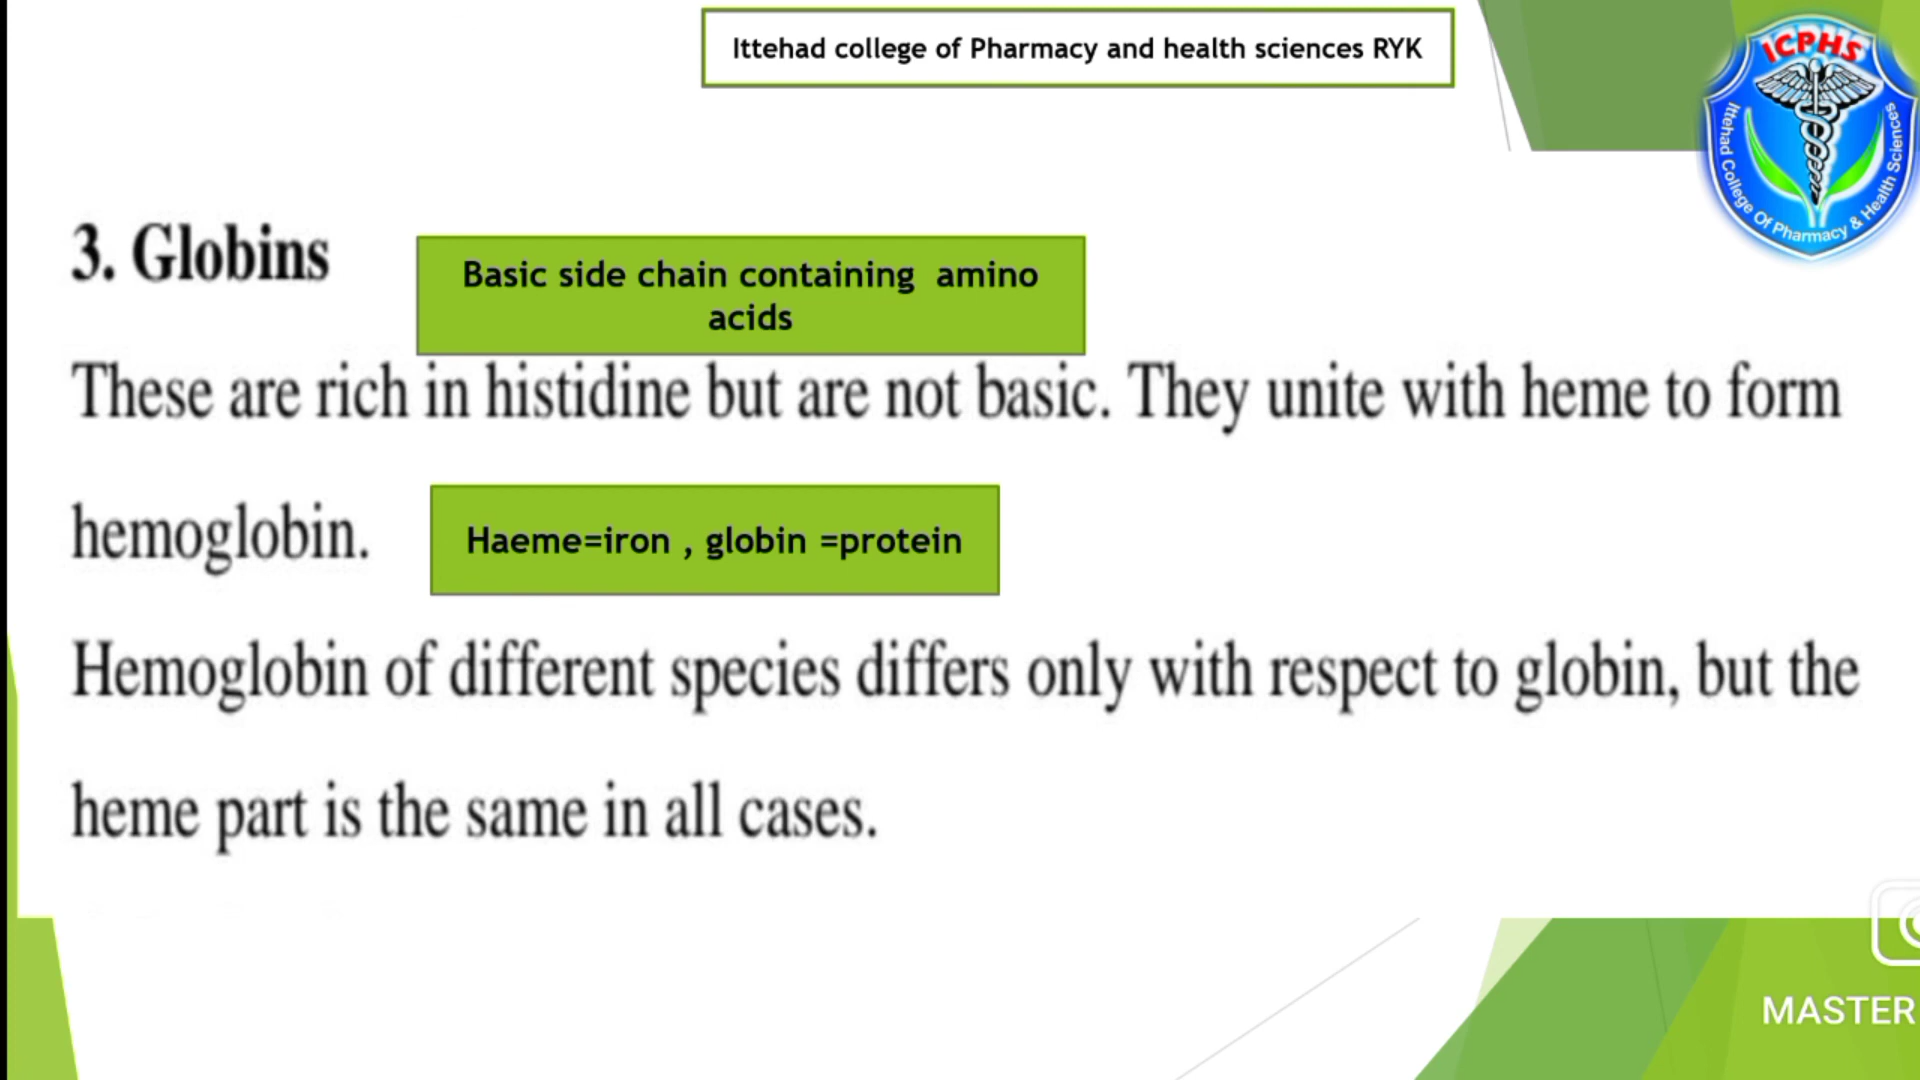 Ittehad college of Pharmacy and health sciences RYK
ICPHS
Ittehad College Of Pharmacy & Health Sciences
3. Globins
Basic side chain containing amino
acids
These are rich in histidine but are not basic. They unite with heme to form
hemoglobin.
Haeme=iron , globin =protein
Hemoglobin of different species differs only with respect to globin, but the
heme part is the same in all cases.
MASTER